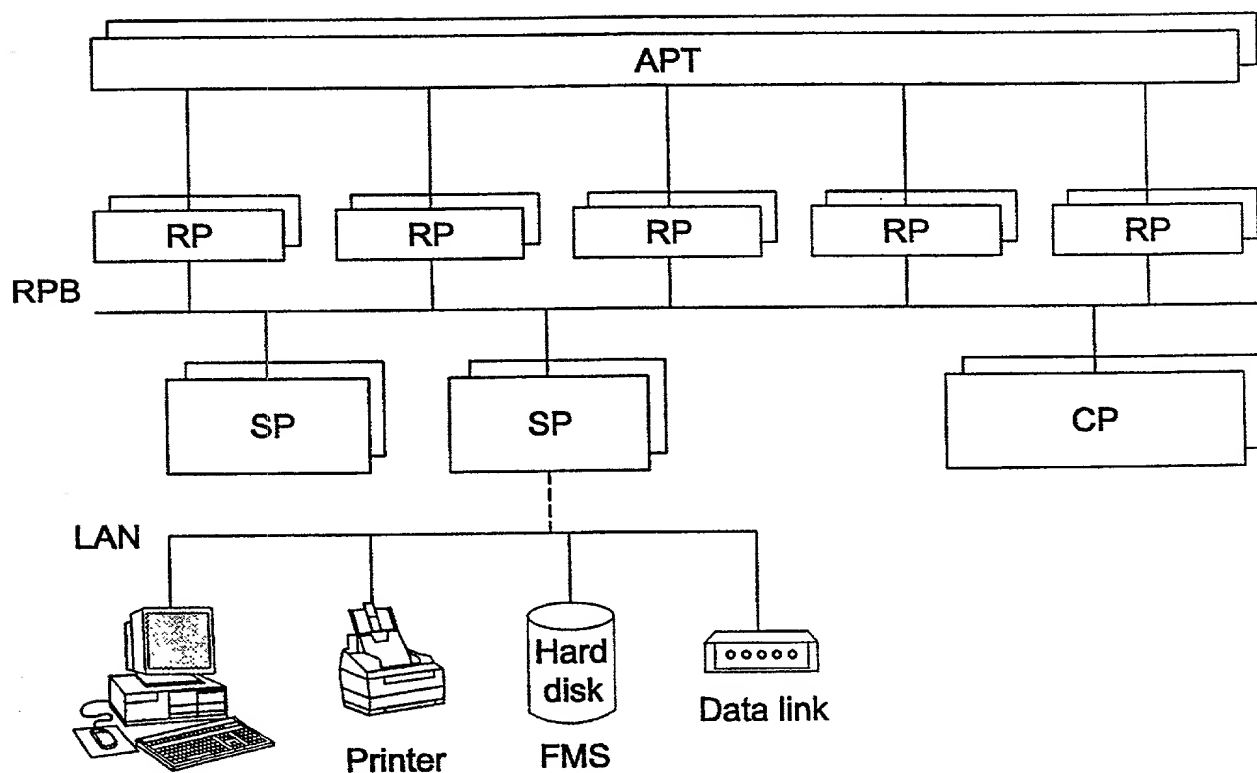 APT
RP RP RP RP RP
RPB
SP SP CP
LAN
Hard
disk
Data link
Printer FMS